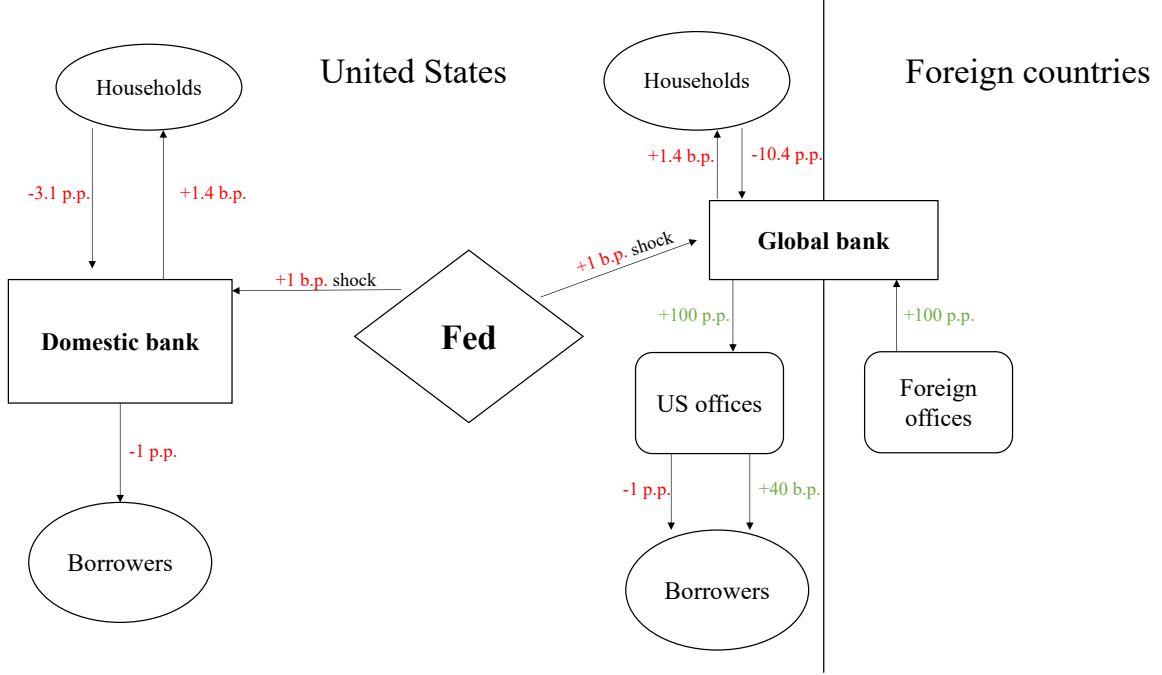 United States
Foreign countries
Households
Households
+1.4 b.p.
-10.4 p.p.
-3.1 p.p.
+1.4 b.p.
Global bank
+1 b.p. shock
+1 b.p. shock
+100 p.p.
+100 p.p.
Domestic bank
Fed
US offices
Foreign
offices
-1 p.p.
-1 p.p.
+40 b.p.
Borrowers
Borrowers